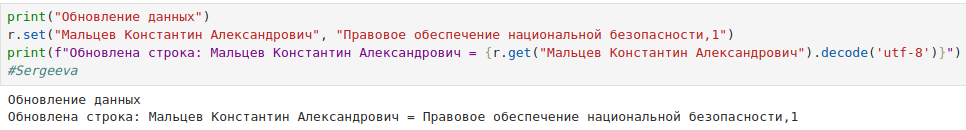 print("Обновление данных")
r.set("Мальцев Константин Александрович", "Правовое обеспечение национальной безопасности,1")
print(f"Обновлена строка: Мальцев Константин Александрович = {r.get("Мальцев Константин Александрович").decode('utf-8')}")
#Sergeeva
Обновление данных
Обновлена строка: Мальцев Константин Александрович = Правовое обеспечение национальной безопасности,1